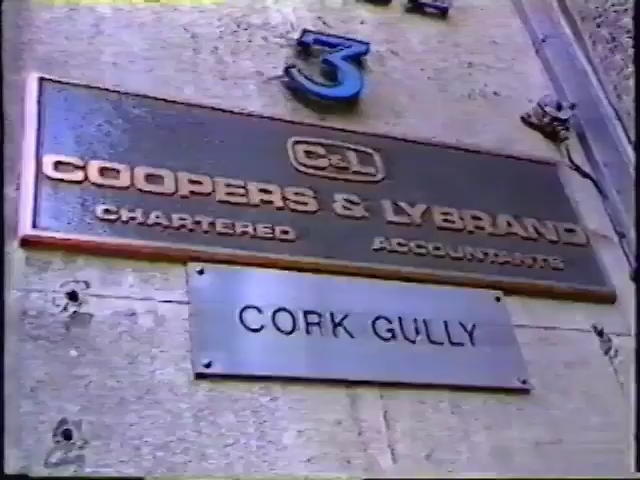 3
C&L
COOPERS & LYBRAND
CHARTERED ACCOUNTANTS
CORK GULLY